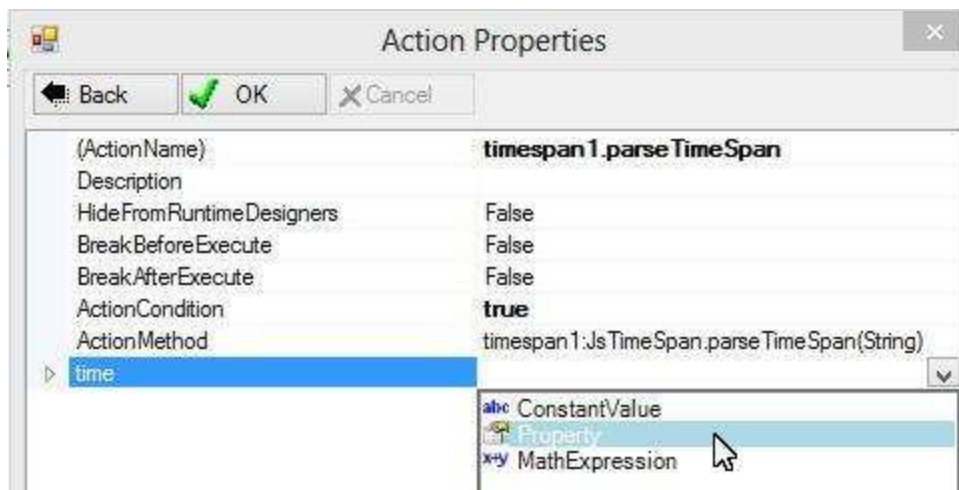 Action Properties
Back OK Cancel
(ActionName) timespan1.parseTimeSpan
Description
HideFromRuntimeDesigners False
BreakBeforeExecute False
BreakAfterExecute False
ActionCondition true
ActionMethod timespan1:JsTimeSpan.parseTimeSpan(String)
time
abc ConstantValue
Property
x+y MathExpression